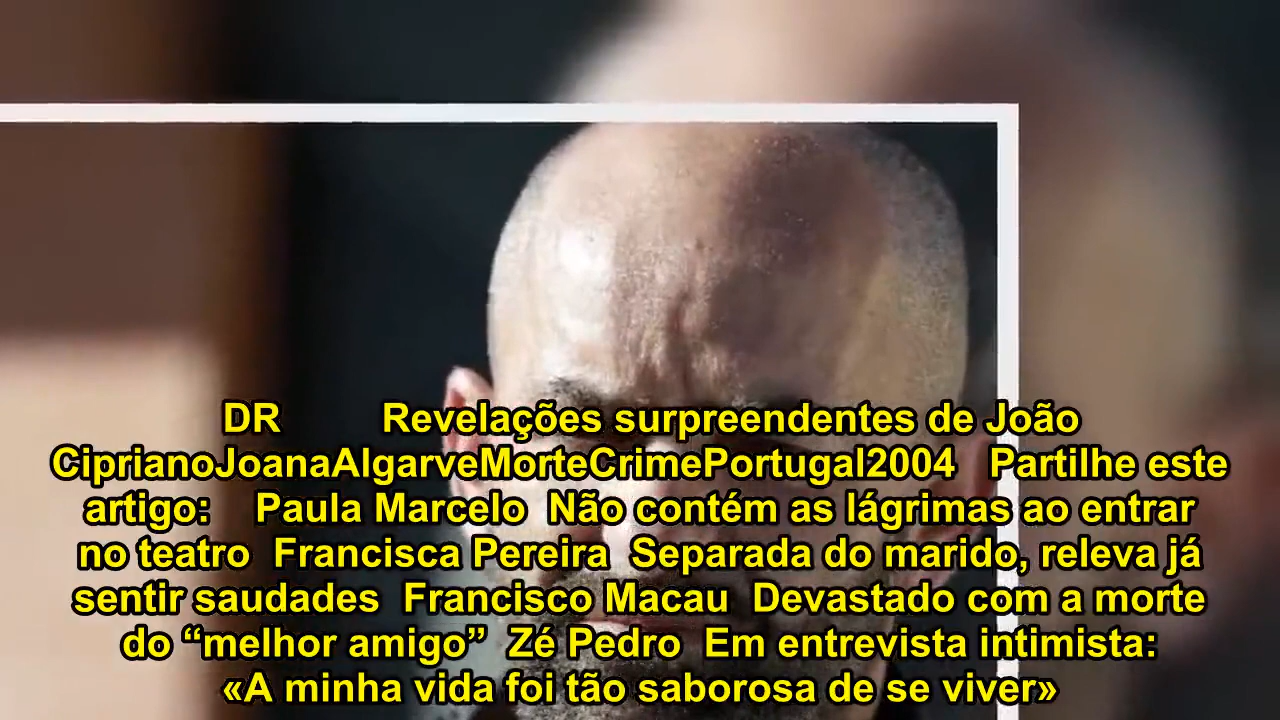 DR Revelações surpreendentes de João
CiprianoJoanaAlgarveMorteCrimePortugal2004 Partilhe este
artigo: Paula Marcelo Não contém as lágrimas ao entrar
no teatro Francisca Pereira Separada do marido, releva já
sentir saudades Francisco Macau Devastado com a morte
do “melhor amigo” Zé Pedro Em entrevista intimista:
«A minha vida foi tão saborosa de se viver»